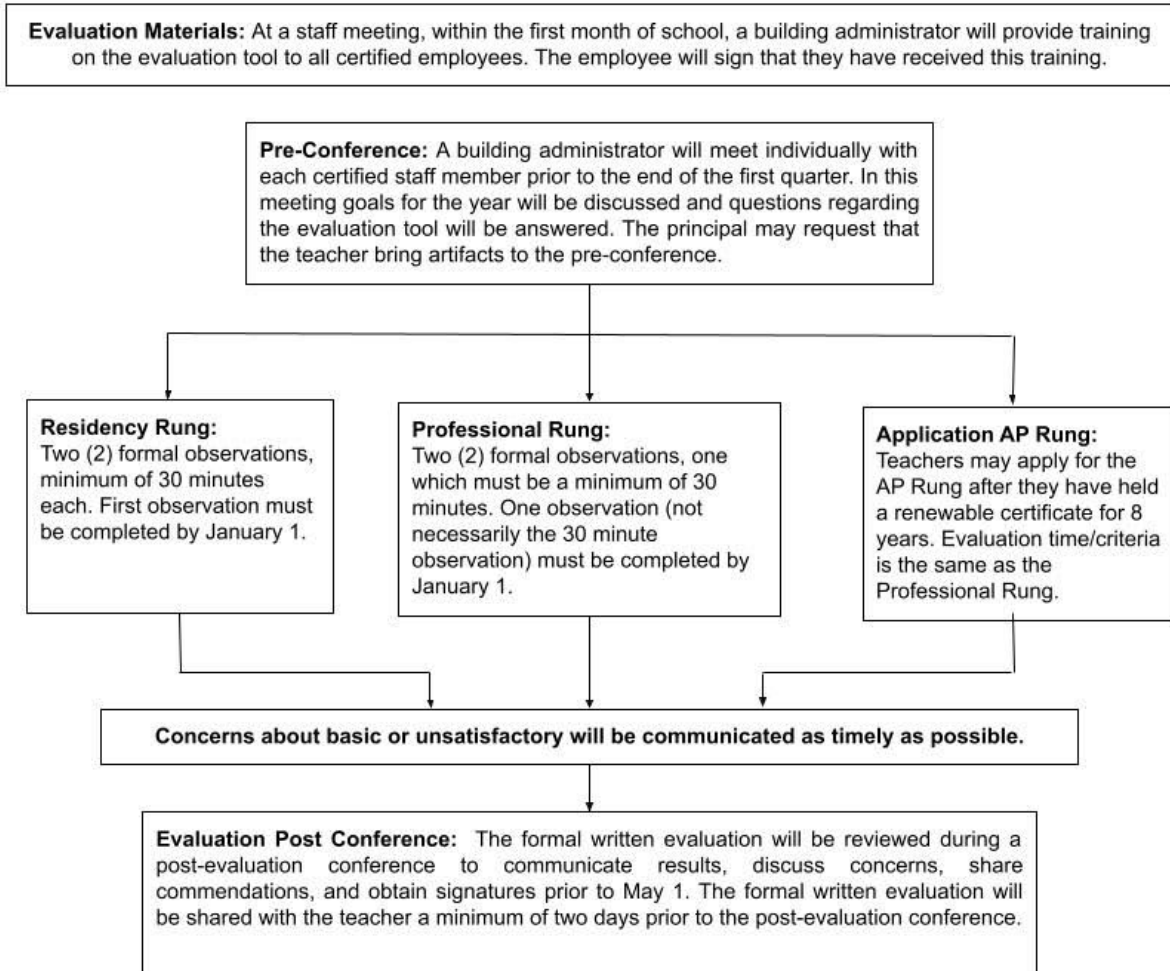 Evaluation Materials: At a staff meeting, within the first month of school, a building administrator will provide training
on the evaluation tool to all certified employees. The employee will sign that they have received this training.
Pre-Conference: A building administrator will meet individually with
each certified staff member prior to the end of the first quarter. In this
meeting goals for the year will be discussed and questions regarding
the evaluation tool will be answered. The principal may request that
the teacher bring artifacts to the pre-conference.
Residency Rung:
Two (2) formal observations,
minimum of 30 minutes
each. First observation must
be completed by January 1.
Professional Rung:
Two (2) formal observations, one
which must be a minimum of 30
minutes. One observation (not
necessarily the 30 minute
observation) must be completed by
January 1.
Application AP Rung:
Teachers may apply for the
AP Rung after they have held
a renewable certificate for 8
years. Evaluation time/criteria
is the same as the
Professional Rung.
Concerns about basic or unsatisfactory will be communicated as timely as possible.
Evaluation Post Conference: The formal written evaluation will be reviewed during a
post-evaluation conference to communicate results, discuss concerns, share
commendations, and obtain signatures prior to May 1. The formal written evaluation will
be shared with the teacher a minimum of two days prior to the post-evaluation conference.